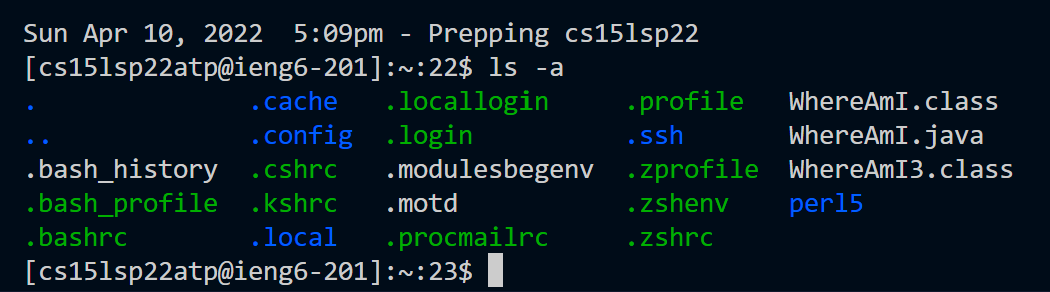 Sun Apr 10, 2022  5:09pm - Prepping cs15lsp22
[cs15lsp22atp@ieng6-201]:~:22$ ls -a
.             .cache   .locallogin     .profile   WhereAmI.class
..            .config  .login          .ssh       WhereAmI.java
.bash_history  .cshrc   .modulesbegenv  .zprofile  WhereAmI3.class
.bash_profile  .kshrc   .motd           .zshenv    perl5
.bashrc        .local   .procmailrc     .zshrc
[cs15lsp22atp@ieng6-201]:~:23$